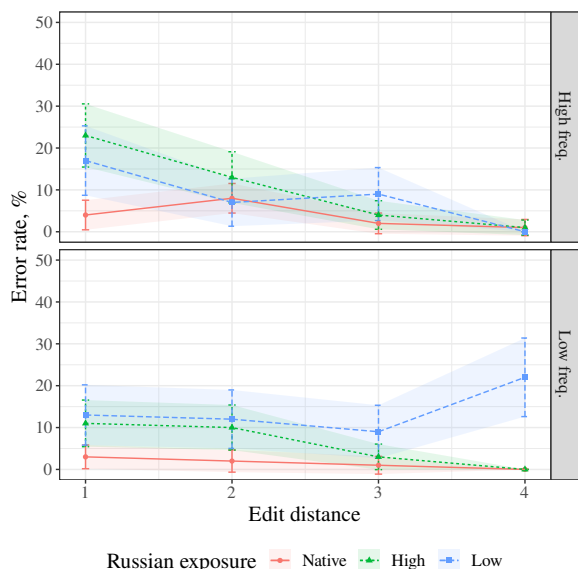 50
40
30
20
10
0
High freq.
50
40
30
20
10
0
Low freq.
Error rate, %
1 2 3 4
Edit distance
Russian exposure Native High Low